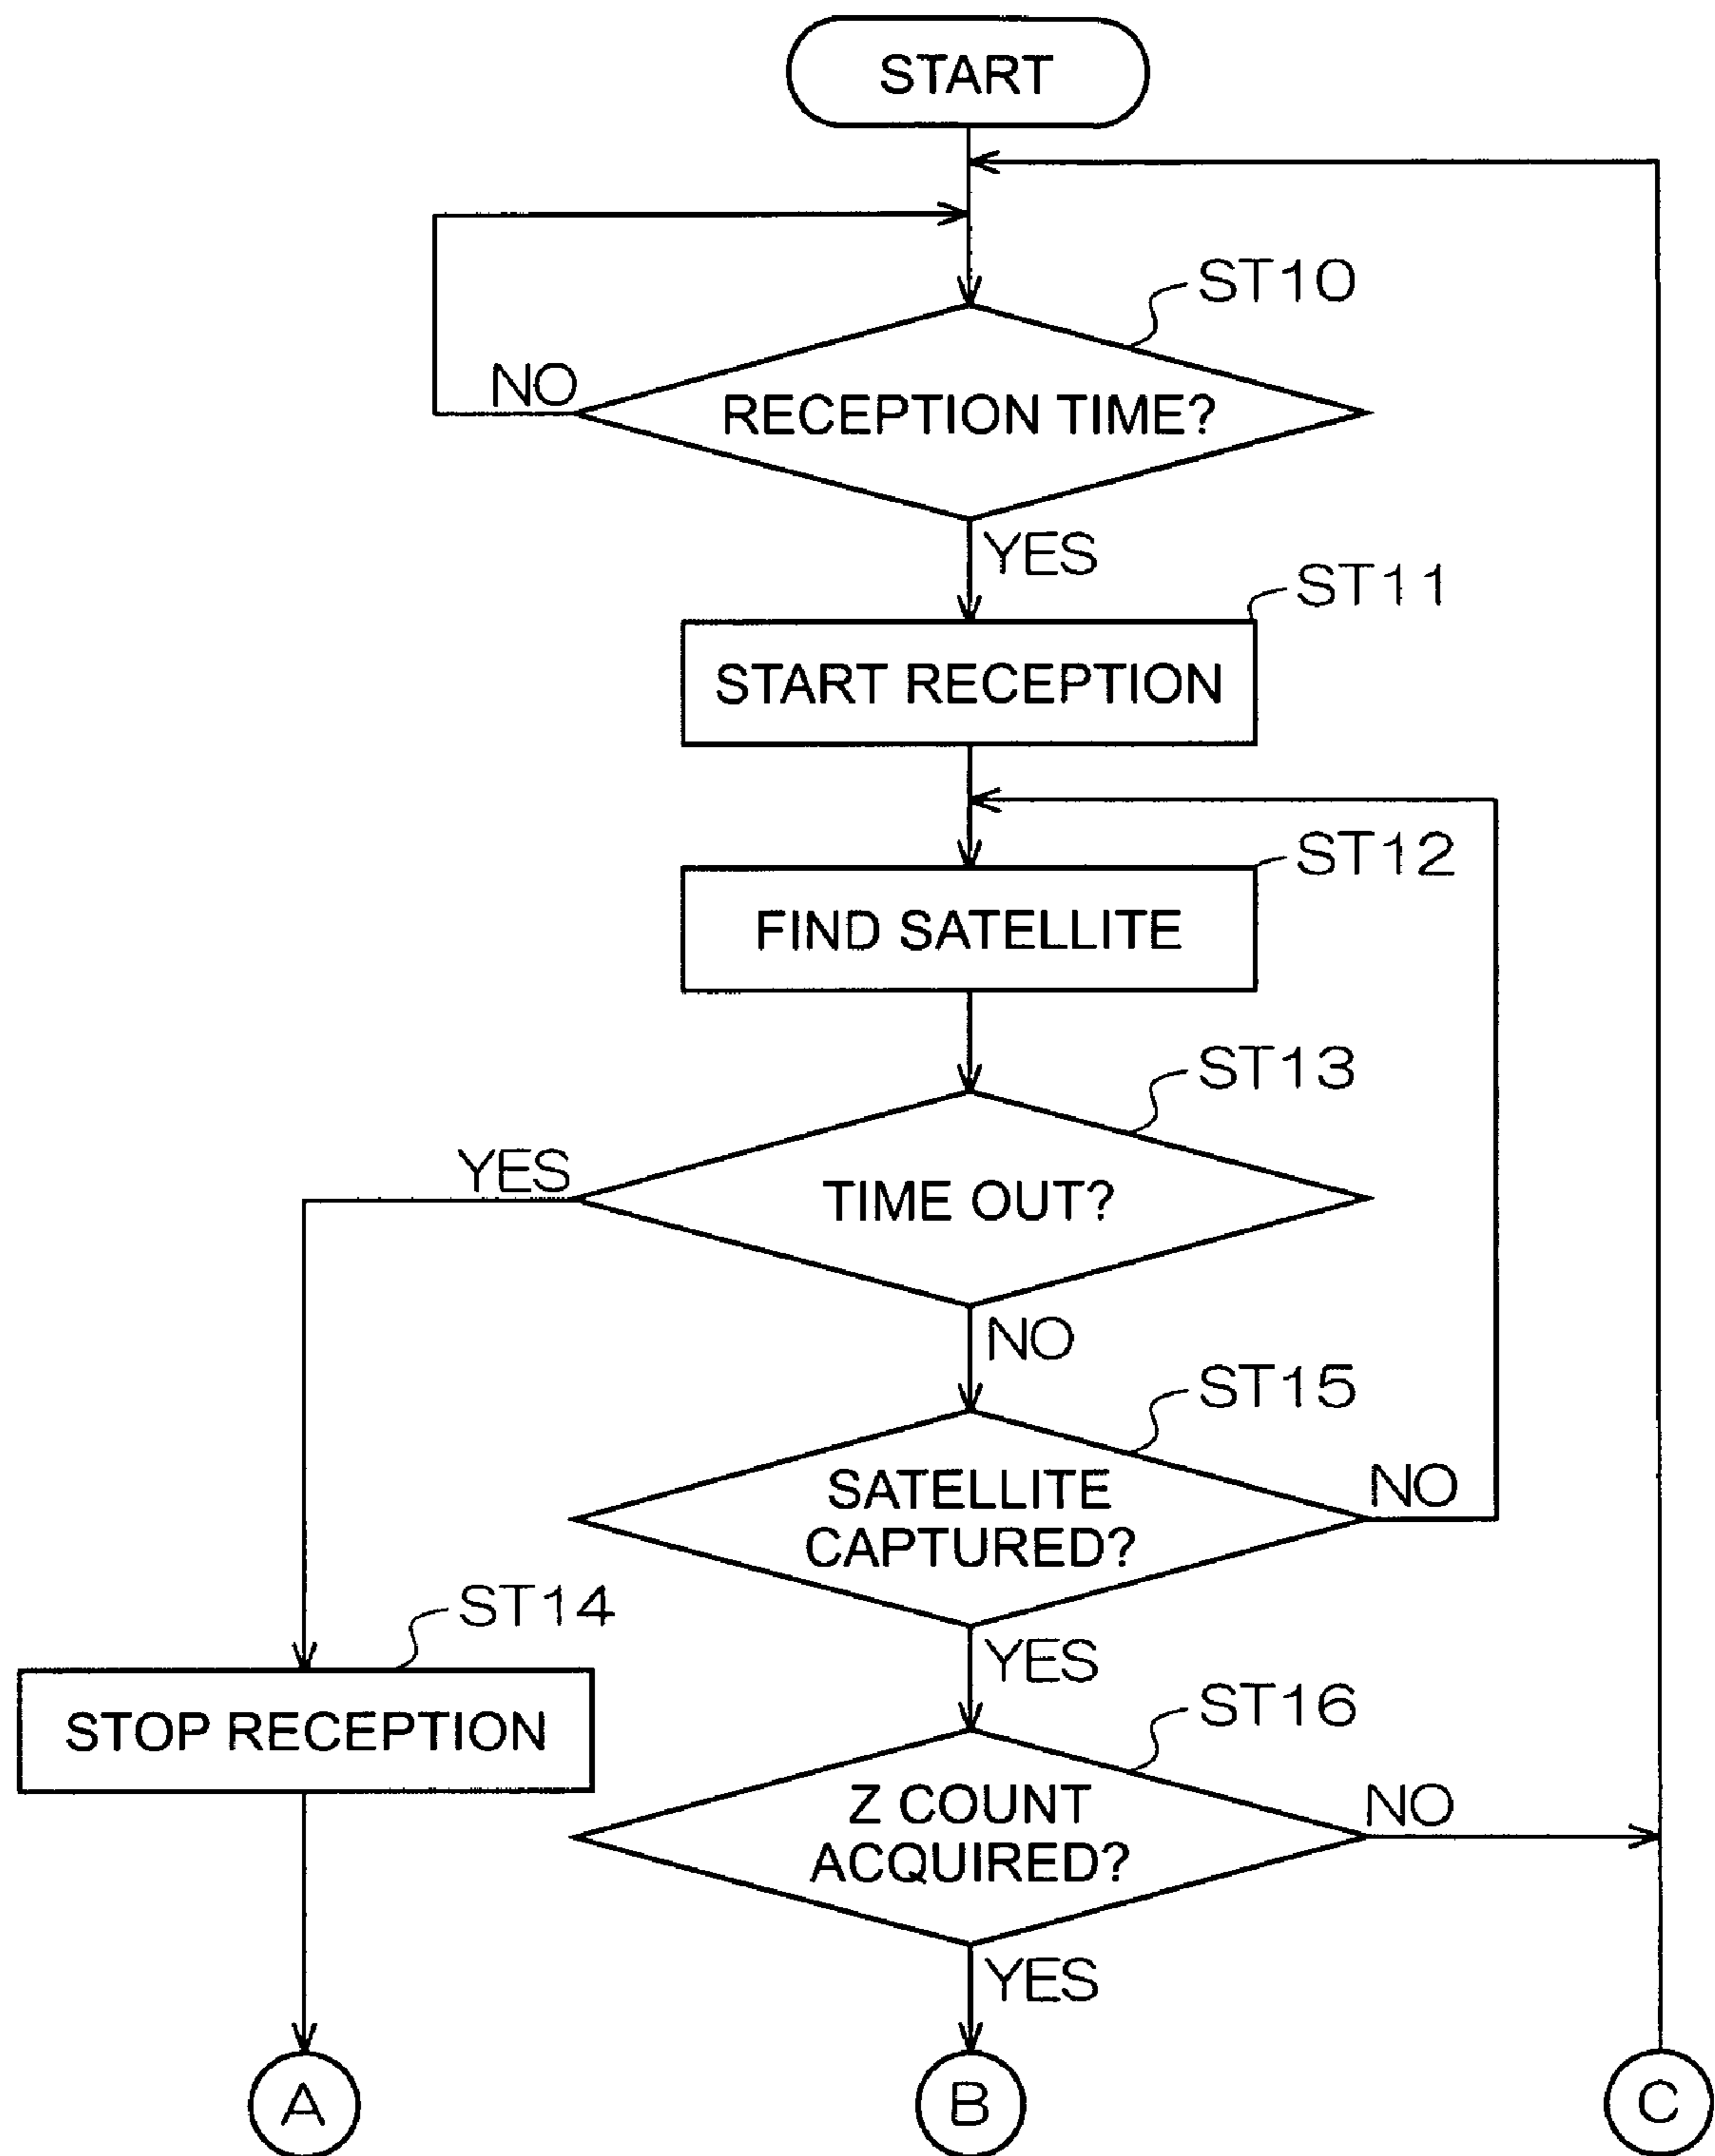 START
ST10
NO
RECEPTION TIME?
YES
ST11
START RECEPTION
ST12
FIND SATELLITE
ST13
YES
TIME OUT?
NO
ST15
SATELLITE
CAPTURED?
NO
ST14
STOP RECEPTION
YES
ST16
Z COUNT
ACQUIRED?
NO
YES
A
B
C